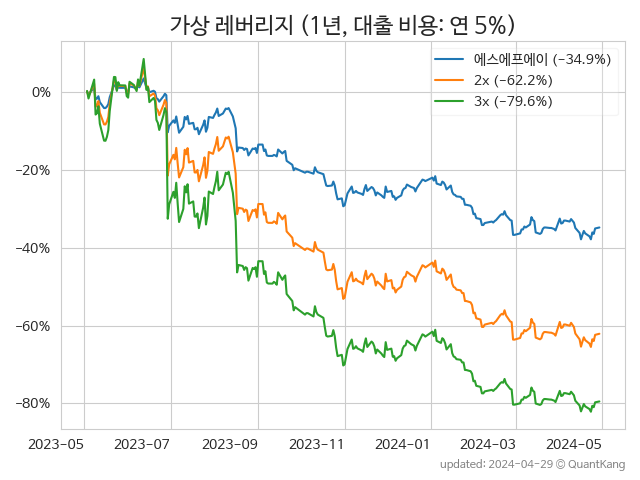 가상 레버리지 (1년, 대출 비용: 연 5%)
에스에프에이 (−34.9%)
2x (−62.2%)
3x (−79.6%)
0%
−20%
−40%
−60%
−80%
2023-05 2023-07 2023-09 2023-11 2024-01 2024-03 2024-05
updated: 2024-04-29 © QuantKang